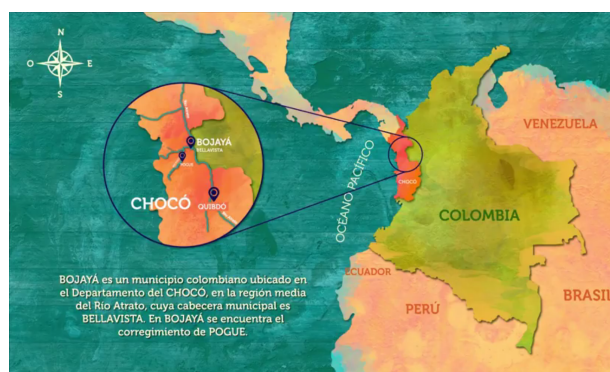 N
O
E
S
VENEZUELA
BOJAYÁ
BELLAVISTA
POGUE
CHOCÓ
QUIBDÓ
CHOCÓ
OCÉANO PACÍFICO
COLOMBIA
ECUADOR
PERÚ
BRASIL
BOJAYÁ es un municipio colombiano ubicado en
el Departamento del CHOCÓ, en la región media
del Río Atrato, cuya cabecera municipal es
BELLAVISTA. En BOJAYÁ se encuentra el
corregimiento de POGUE.